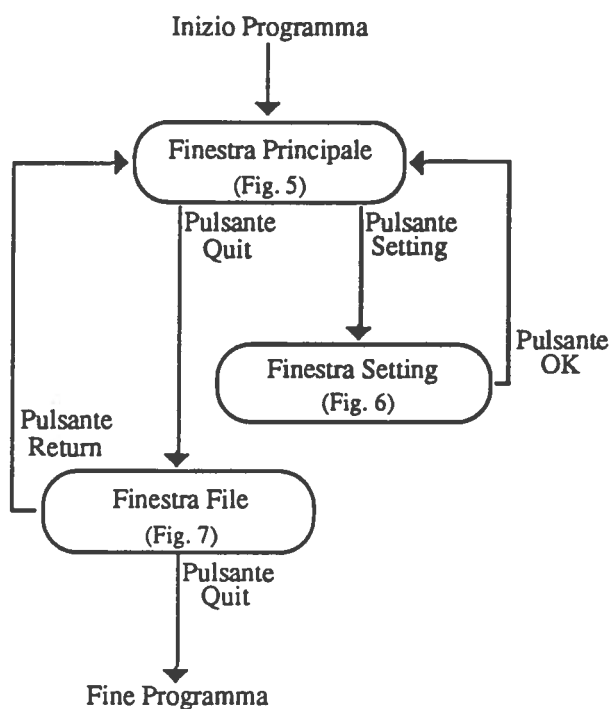 Inizio Programma
Finestra Principale
(Fig. 5)
Pulsante
Quit
Pulsante
Setting
Finestra Setting
(Fig. 6)
Pulsante
OK
Pulsante
Return
Finestra File
(Fig. 7)
Pulsante
Quit
Fine Programma